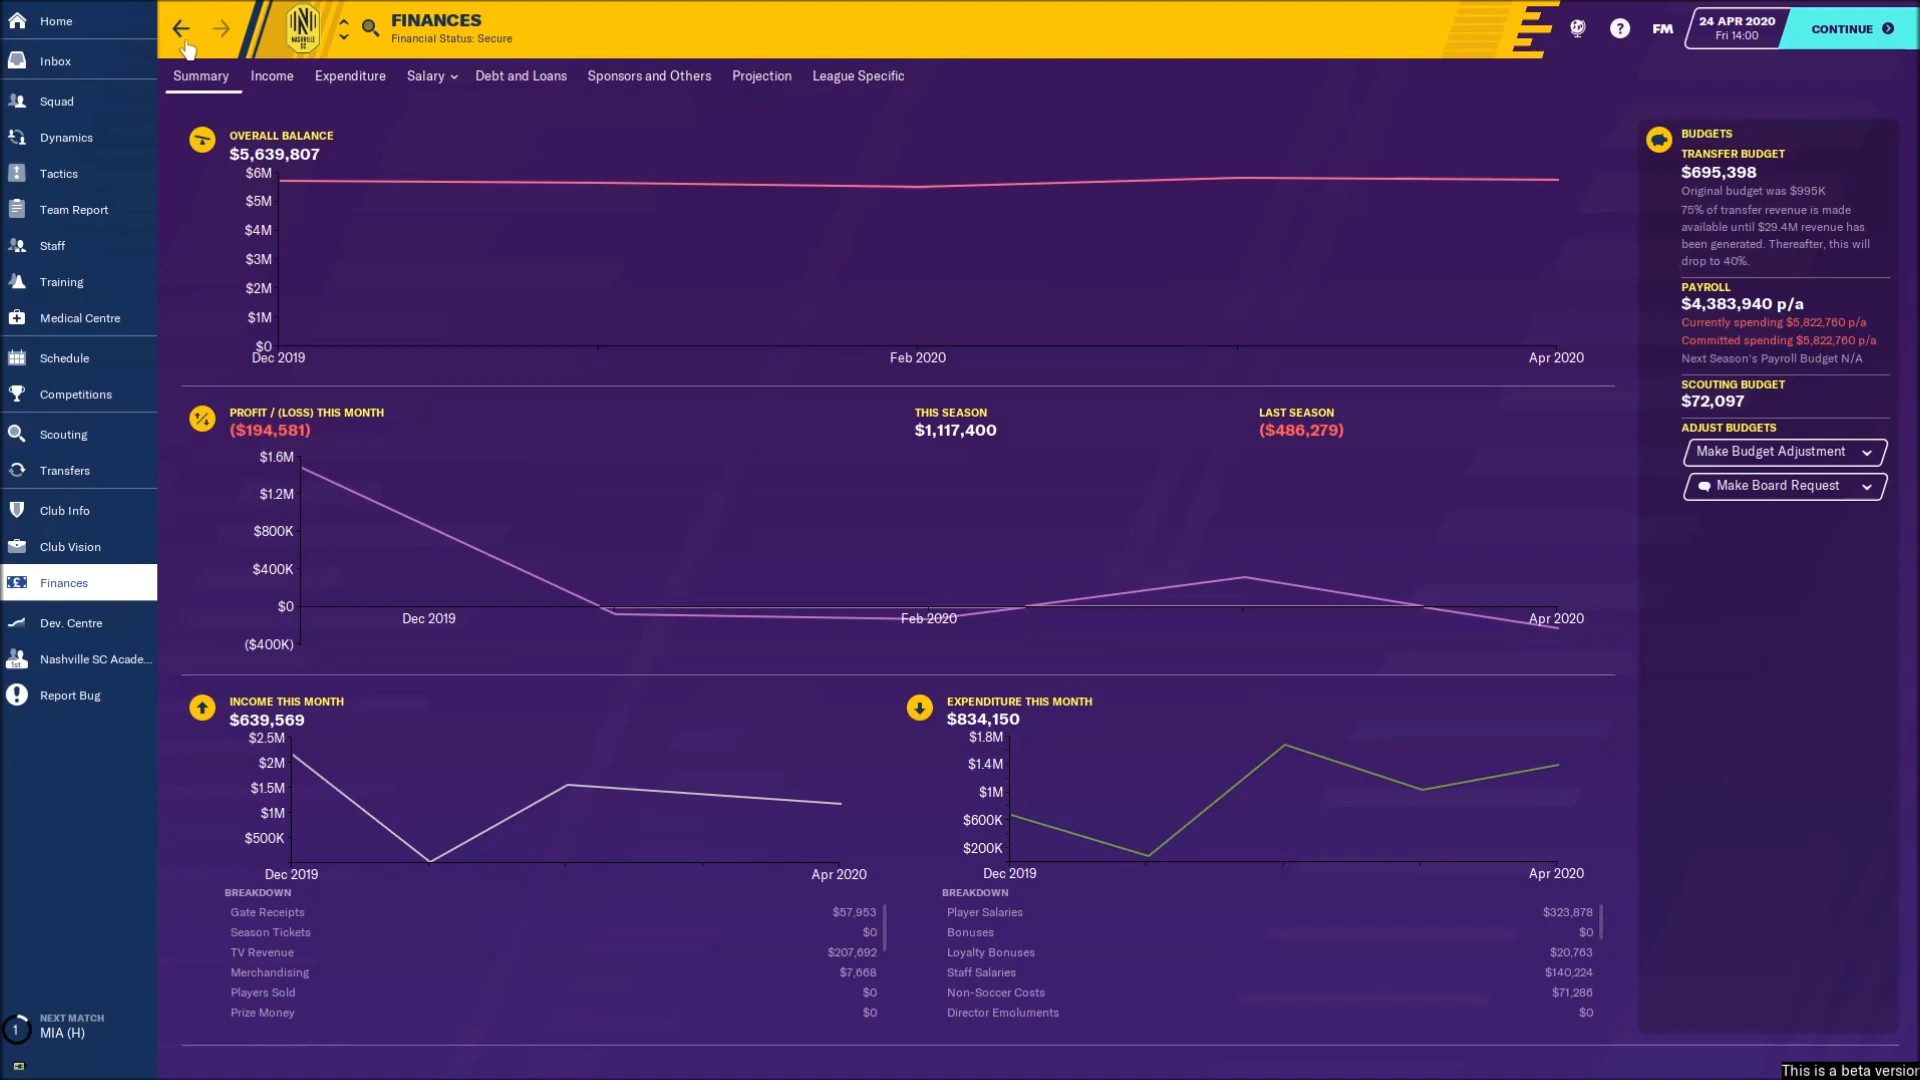 Home
Inbox
Squad
Dynamics
Tactics
Team Report
Staff
Training
Medical Centre
Schedule
Competitions
Scouting
Transfers
Club Info
Club Vision
Finances
Dev. Centre
Nashville SC Acade...
1st
Report Bug
1
NEXT MATCH
MIA (H)
NASHVILLE
SC
FINANCES
Financial Status: Secure
?
FM
24 APR 2020
Fri 14:00
CONTINUE
Summary Income Expenditure Salary Debt and Loans Sponsors and Others Projection League Specific
OVERALL BALANCE
$5,639,807
$6M
$5M
$4M
$3M
$2M
$1M
$0
Dec 2019 Feb 2020 Apr 2020
PROFIT / (LOSS) THIS MONTH
($194,581)
THIS SEASON
$1,117,400
LAST SEASON
($486,279)
$1.6M
$1.2M
$800K
$400K
$0
($400K)
Dec 2019 Feb 2020 Apr 2020
INCOME THIS MONTH
$639,569
$2.5M
$2M
$1.5M
$1M
$500K
Dec 2019 Apr 2020
BREAKDOWN
Gate Receipts $57,953
Season Tickets $0
TV Revenue $207,692
Merchandising $7,668
Players Sold $0
Prize Money $0
EXPENDITURE THIS MONTH
$834,150
$1.8M
$1.4M
$1M
$600K
$200K
Dec 2019 Apr 2020
BREAKDOWN
Player Salaries $323,878
Bonuses $0
Loyalty Bonuses $20,763
Staff Salaries $140,224
Non-Soccer Costs $71,286
Director Emoluments $0
BUDGETS
TRANSFER BUDGET
$695,398
Original budget was $995K
75% of transfer revenue is made
available until $29.4M revenue has
been generated. Thereafter, this will
drop to 40%.
PAYROLL
$4,383,940 p/a
Currently spending $5,822,760 p/a
Committed spending $5,822,760 p/a
Next Season's Payroll Budget N/A
SCOUTING BUDGET
$72,097
ADJUST BUDGETS
Make Budget Adjustment
Make Board Request
This is a beta version